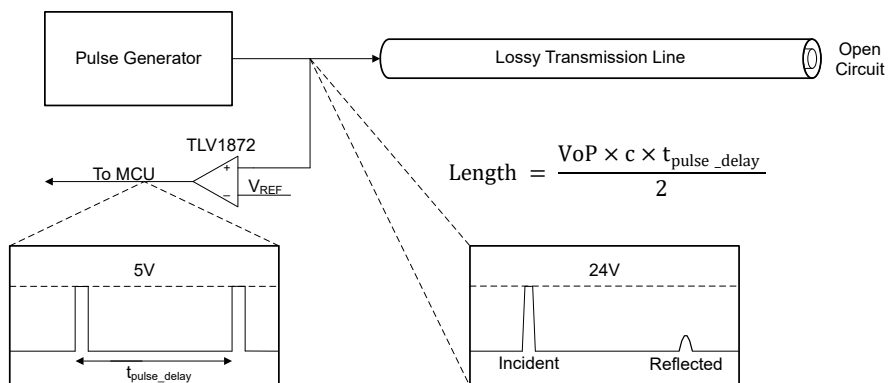 Pulse Generator
Lossy Transmission Line
Open
Circuit
TLV1872
+
To MCU
−
V_REF
Length = (VoP × c × t_pulse_delay) / 2
5V
24V
Incident
Reflected
t_pulse_delay